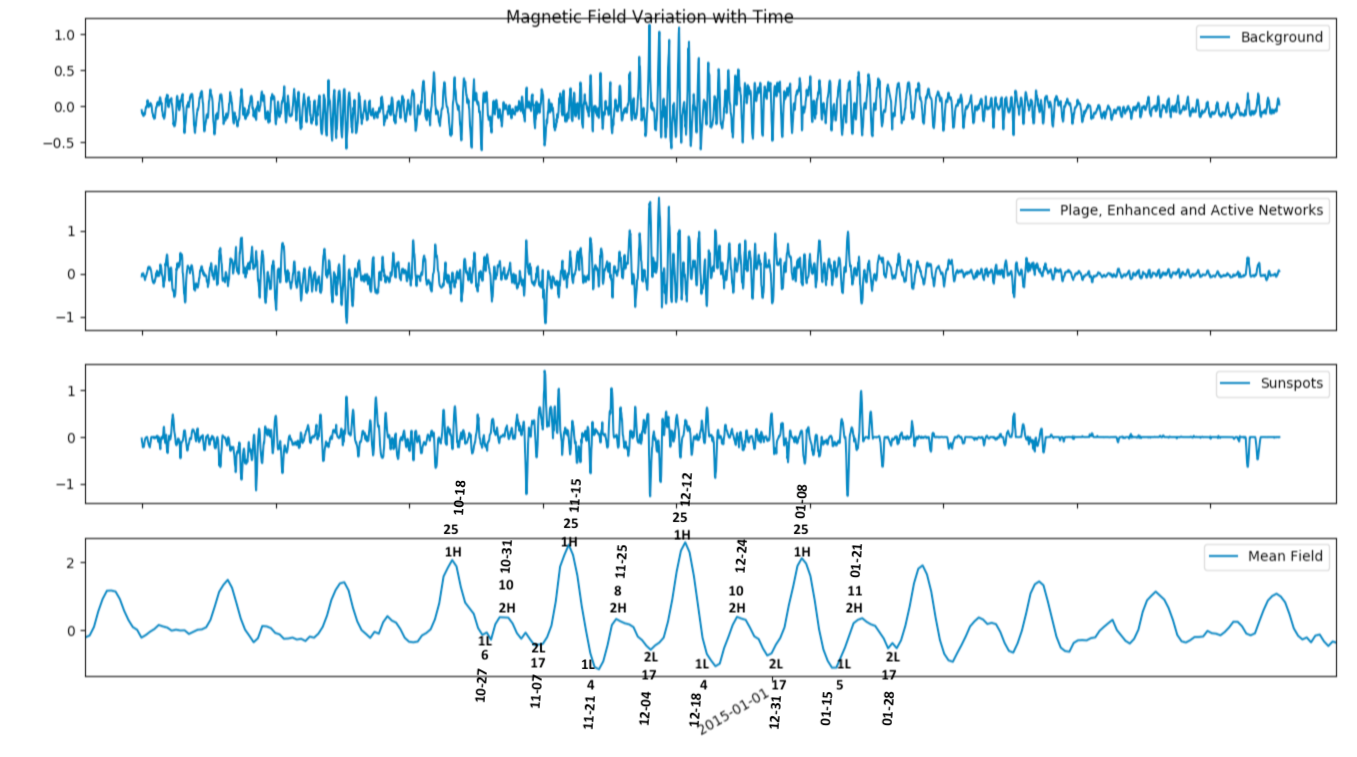 Magnetic Field Variation with Time
1.0
0.5
0.0
−0.5
Background
1
0
−1
Plage, Enhanced and Active Networks
1
0
−1
Sunspots
10-18
11-15
12-12
01-08
25
25
25
25
1H
1H
1H
1H
10-31
11-25
12-24
01-21
10
8
10
11
2H
2H
2H
2H
2
0
Mean Field
1L
2L
1L
2L
1L
2L
1L
2L
6
17
4
17
4
17
5
17
10-27
11-07
11-21
12-04
12-18
12-31
01-15
01-28
2015-01-01